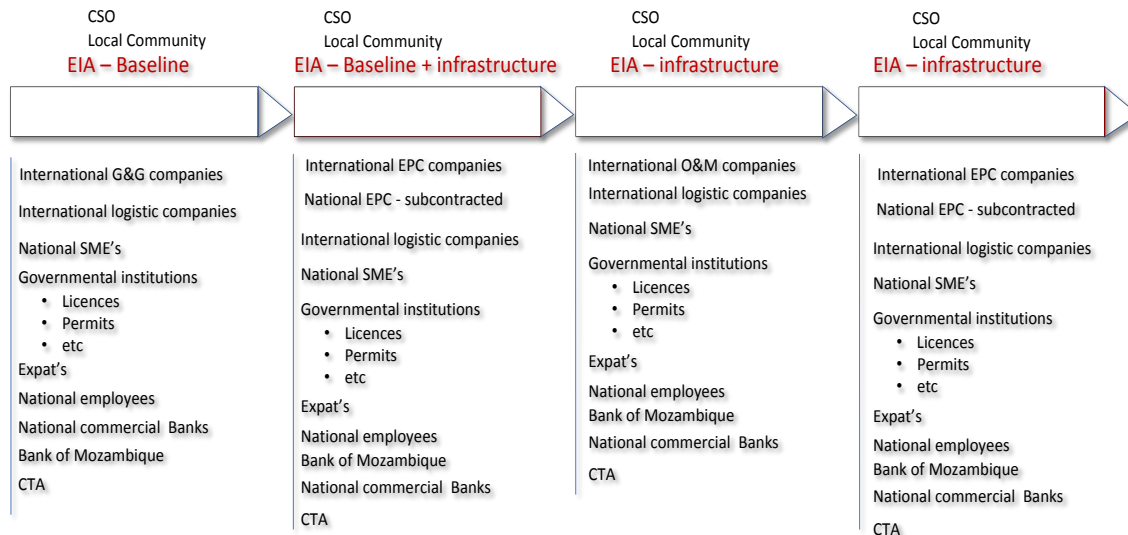 CSO
Local Community
EIA – Baseline
International G&G companies
International logistic companies
National SME's
Governmental institutions
• Licences
• Permits
• etc
Expat's
National employees
National commercial Banks
Bank of Mozambique
CTA
CSO
Local Community
EIA – Baseline + infrastructure
International EPC companies
National EPC - subcontracted
International logistic companies
National SME's
Governmental institutions
• Licences
• Permits
• etc
Expat's
National employees
Bank of Mozambique
National commercial Banks
CTA
CSO
Local Community
EIA – infrastructure
International O&M companies
International logistic companies
National SME's
Governmental institutions
• Licences
• Permits
• etc
Expat's
National employees
Bank of Mozambique
National commercial Banks
CTA
CSO
Local Community
EIA – infrastructure
International EPC companies
National EPC - subcontracted
International logistic companies
National SME's
Governmental institutions
• Licences
• Permits
• etc
Expat's
National employees
Bank of Mozambique
National commercial Banks
CTA